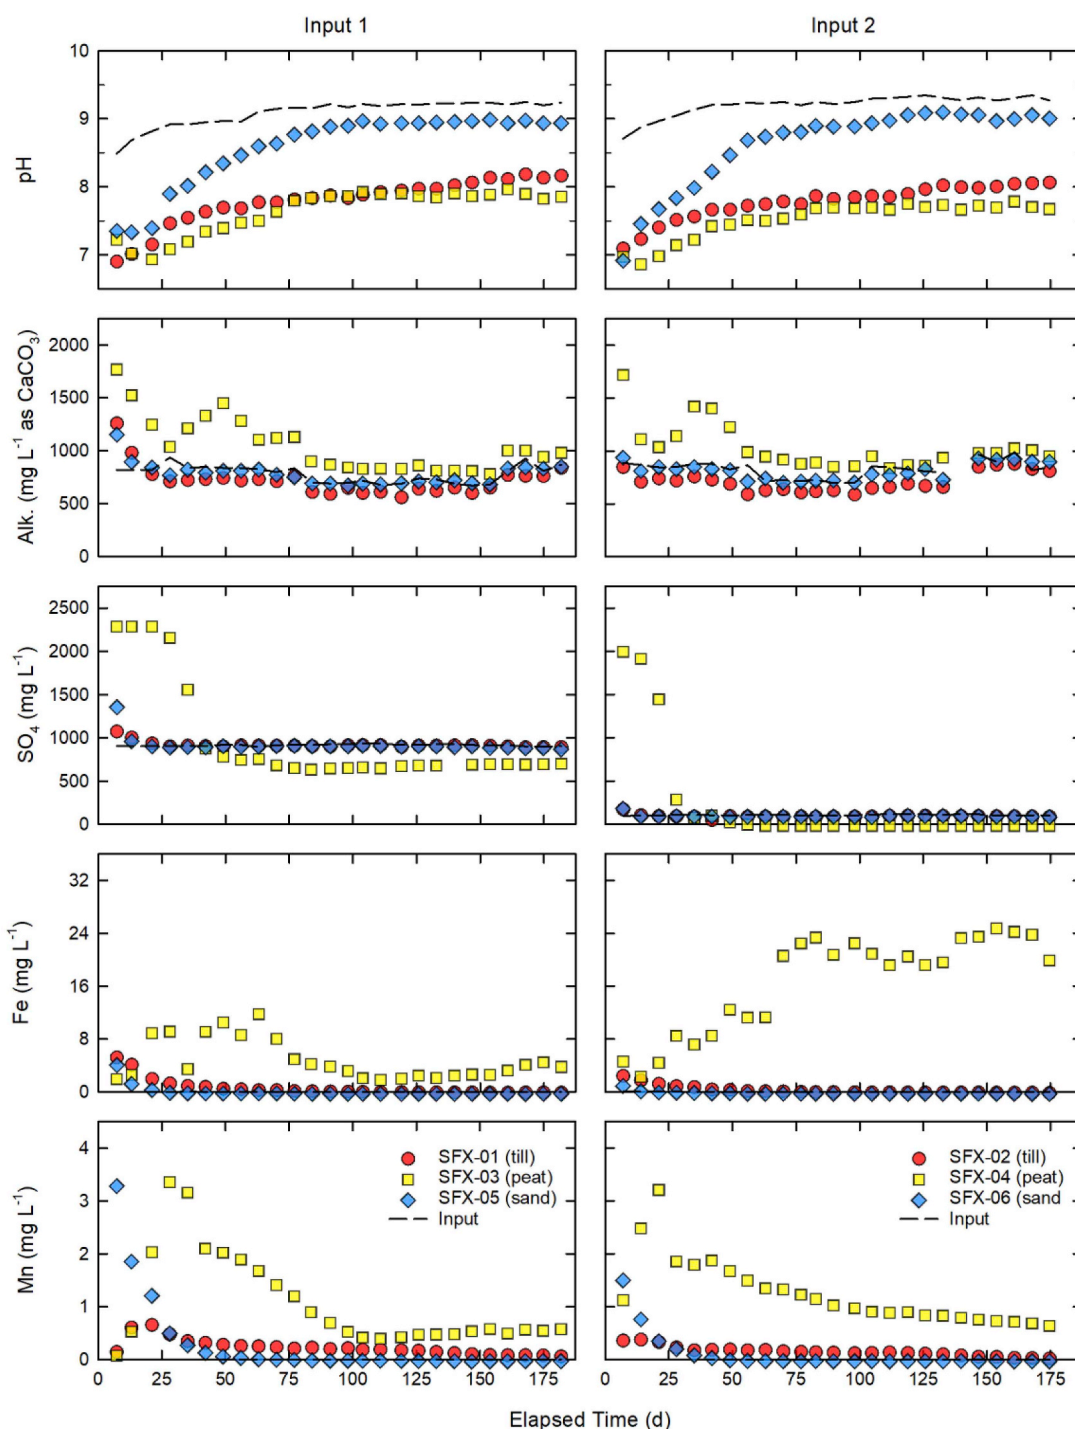 Input 1
Input 2
10
9
8
7
pH
2000
1500
1000
500
0
Alk. (mg L⁻¹ as CaCO₃)
2500
2000
1500
1000
500
0
SO₄ (mg L⁻¹)
32
24
16
8
0
Fe (mg L⁻¹)
4
3
2
1
0
Mn (mg L⁻¹)
SFX-01 (till)
SFX-03 (peat)
SFX-05 (sand)
Input
SFX-02 (till)
SFX-04 (peat)
SFX-06 (sand
Input
0 25 50 75 100 125 150 175
0 25 50 75 100 125 150 175
Elapsed Time (d)